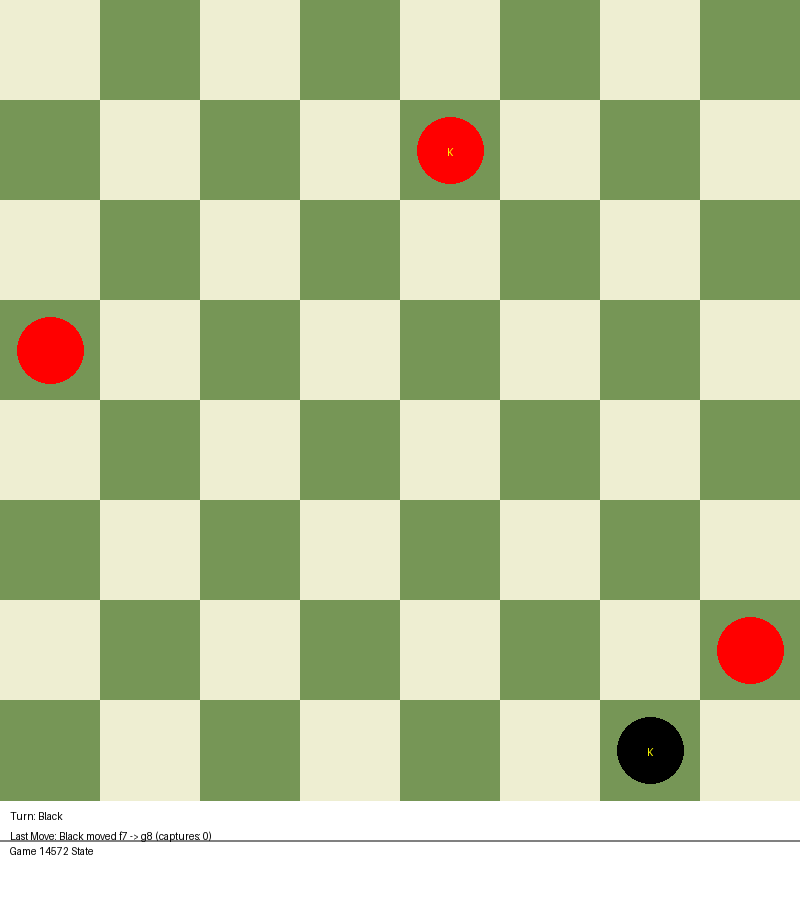 K
K
Turn: Black
Last Move: Black moved f7 -> g8 (captures: 0)
Game 14572 State